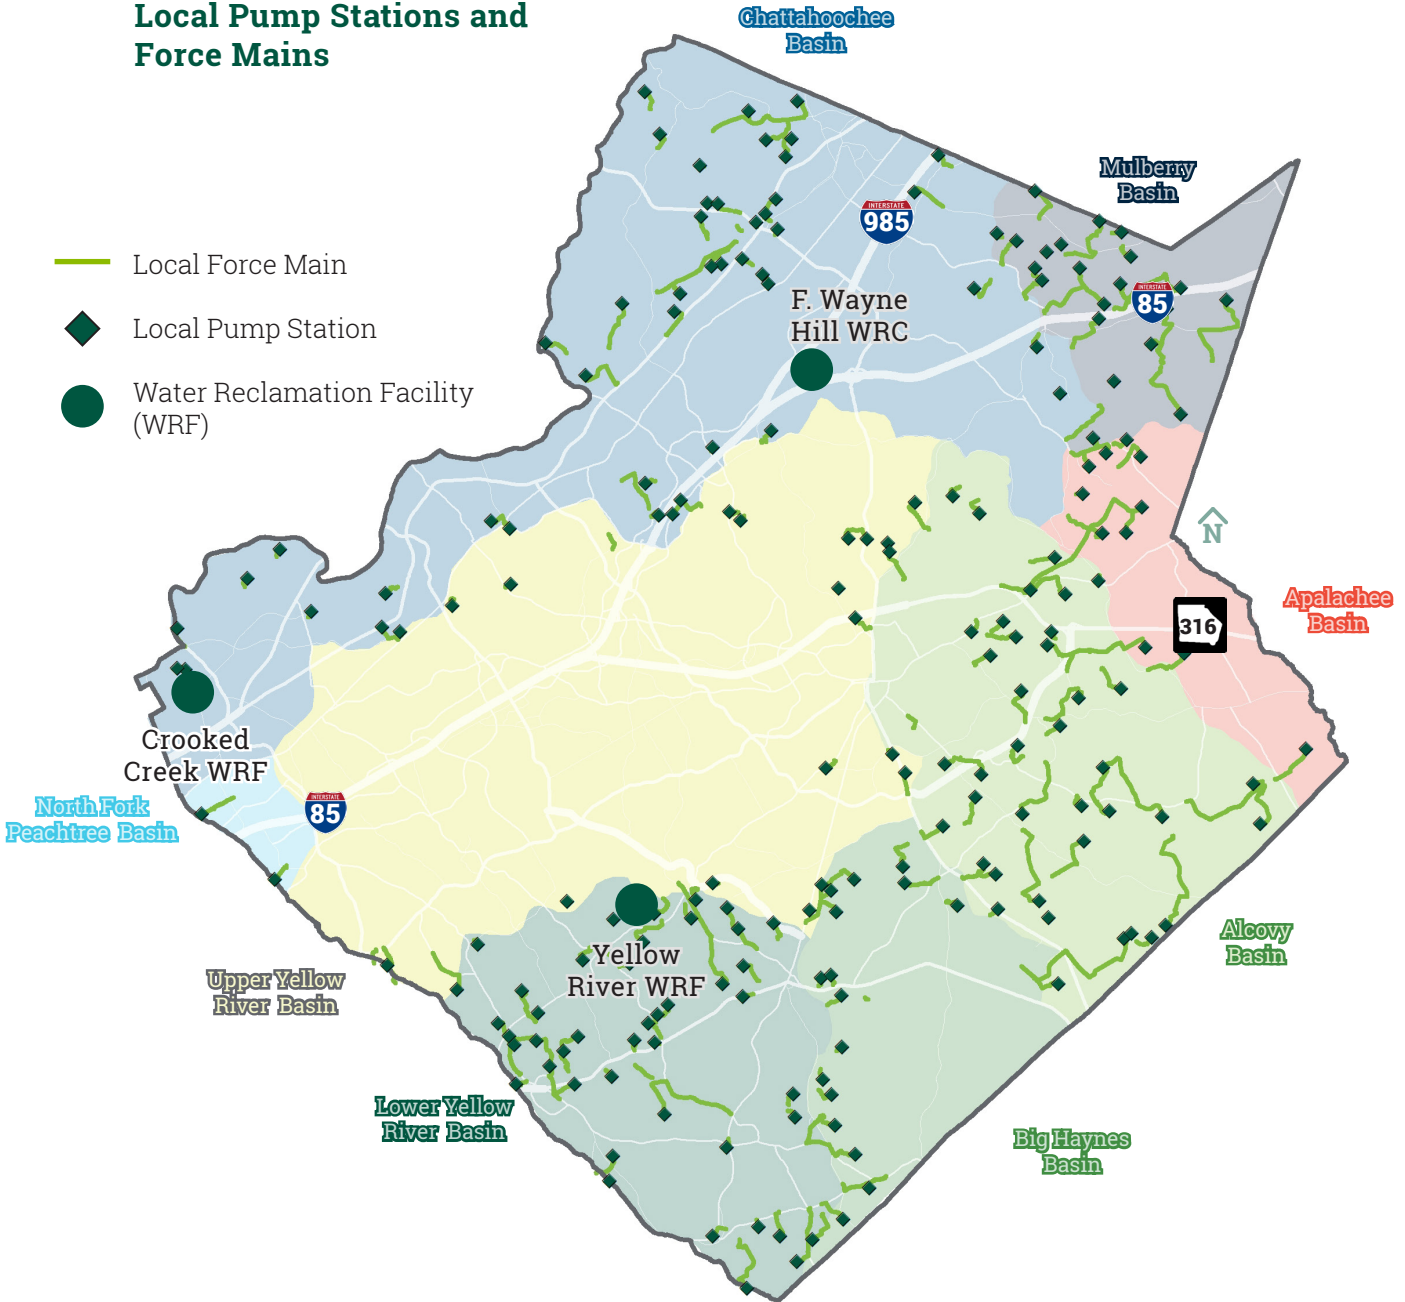 Local Pump Stations and
Force Mains
Chattahoochee
Basin
Mulberry
Basin
INTERSTATE
985
Local Force Main
Local Pump Station
Water Reclamation Facility
(WRF)
F. Wayne
Hill WRC
INTERSTATE
85
N
Apalachee
Basin
316
Crooked
Creek WRF
North Fork
Peachtree Basin
INTERSTATE
85
Yellow
River WRF
Alcovy
Basin
Upper Yellow
River Basin
Lower Yellow
River Basin
Big Haynes
Basin